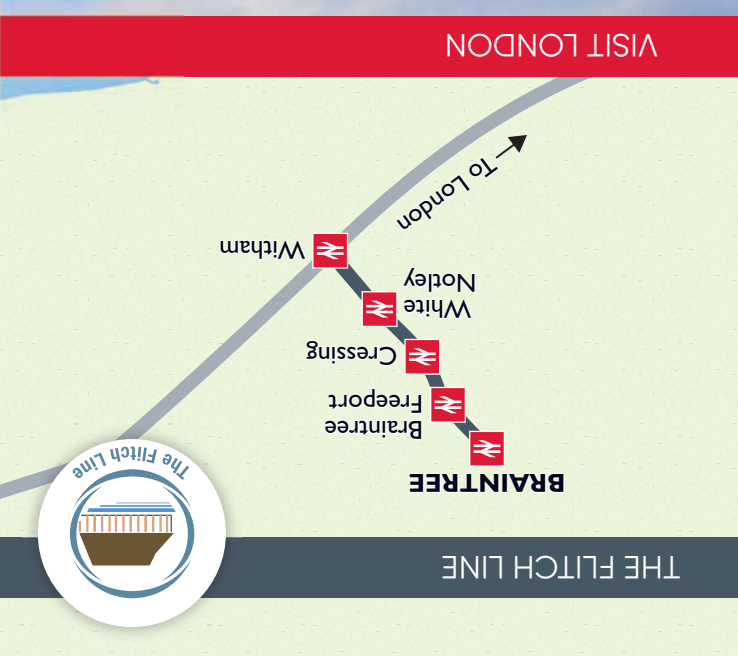 THE FLITCH LINE
The Flitch Line
BRAINTREE
Braintree
Freeport
Cressing
White
Notley
Witham
To London
VISIT LONDON